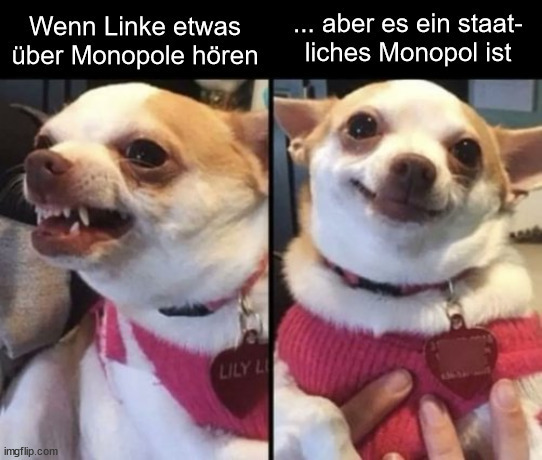 Wenn Linke etwas
über Monopole hören
... aber es ein staat-
liches Monopol ist
LILY
imgflip.com